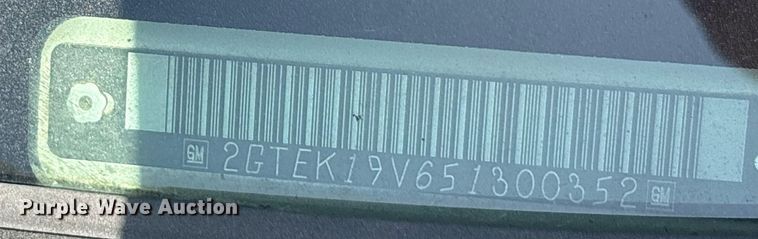 GM 2GTEK19V651300352 GM
Purple Wave Auction